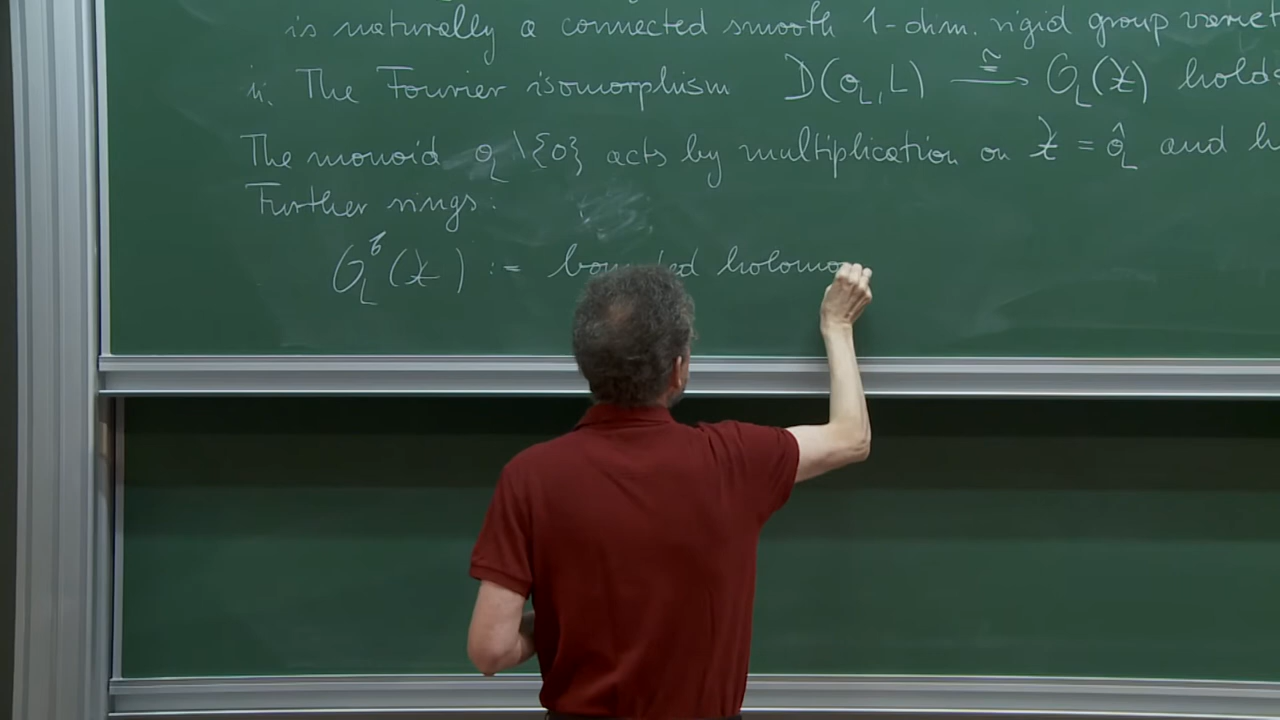 is naturally a connected smooth 1-dim. rigid group variet
ii. The Fourier isomorphism D(o_L, L) ≅→ O_L(𝔛) holds
The monoid o_L \{0} acts by multiplication on 𝔛 = ô_L and h
Further rings:
O_L^b(𝔛) := bounded holomo